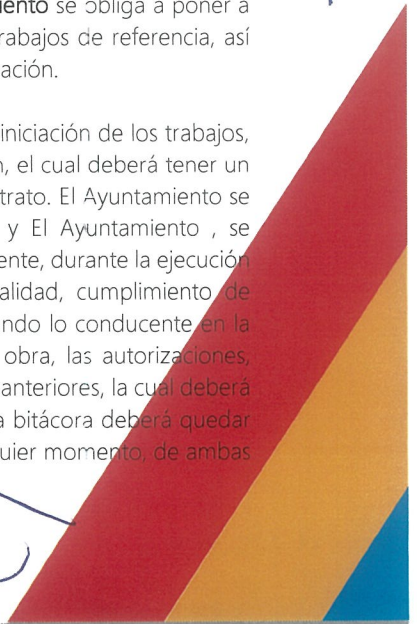 iento se obliga a poner a
rabajos de referencia, así
ación.
iniciación de los trabajos,
n, el cual deberá tener un
trato. El Ayuntamiento se
y El Ayuntamiento , se
ente, durante la ejecución
alidad, cumplimiento de
ndo lo conducente en la
obra, las autorizaciones,
anteriores, la cual deberá
a bitácora deberá quedar
quier momento, de ambas